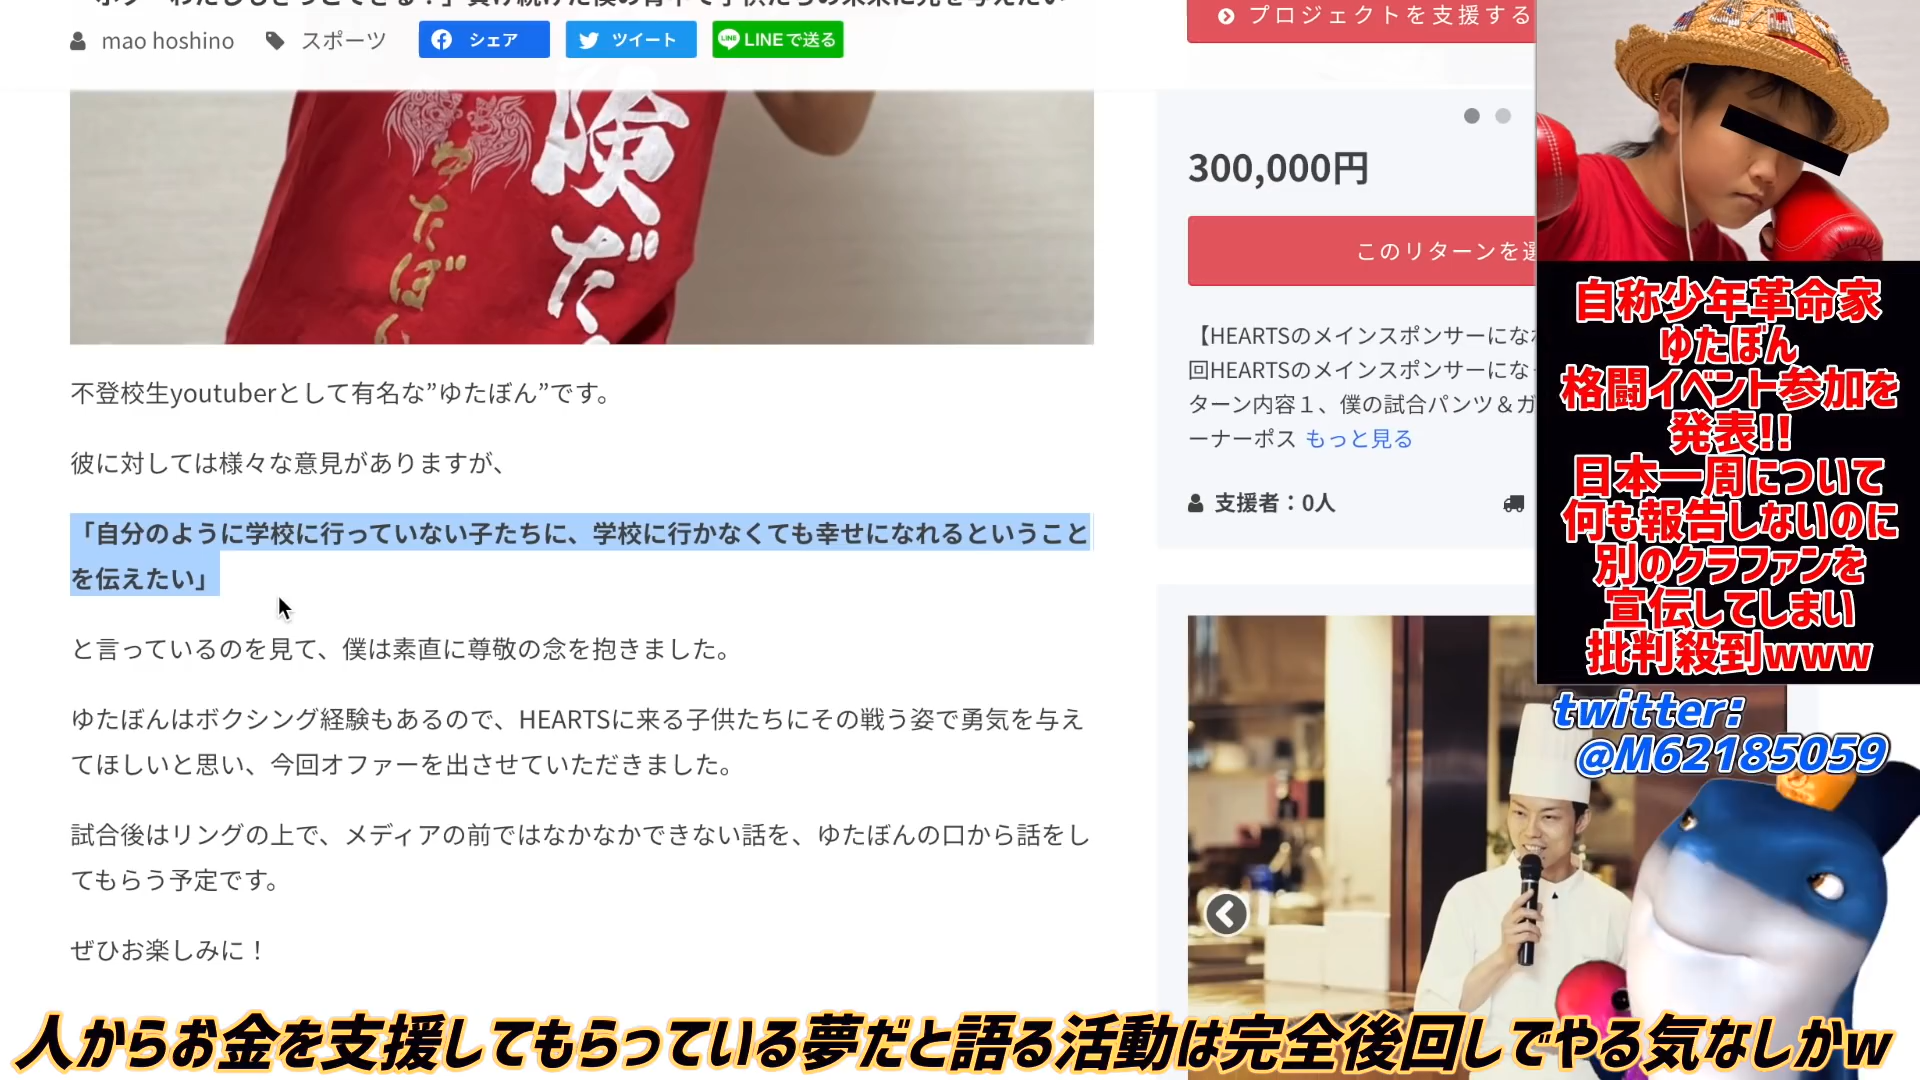 mao hoshino
スポーツ
シェア
ツイート
LINEで送る
プロジェクトを支援する
険だ
ゆたぼ
300,000円
このリターンを選
【HEARTSのメインスポンサーにな
回HEARTSのメインスポンサーにな
ターン内容１、僕の試合パンツ＆ガ
ーナーポス もっと見る
支援者：0人
不登校生youtuberとして有名な”ゆたぼん”です。
彼に対しては様々な意見がありますが、
「自分のように学校に行っていない子たちに、学校に行かなくても幸せになれるということ
を伝えたい」
と言っているのを見て、僕は素直に尊敬の念を抱きました。
ゆたぼんはボクシング経験もあるので、HEARTSに来る子供たちにその戦う姿で勇気を与え
てほしいと思い、今回オファーを出させていただきました。
試合後はリングの上で、メディアの前ではなかなかできない話を、ゆたぼんの口から話をし
てもらう予定です。
ぜひお楽しみに！
自称少年革命家
ゆたぼん
格闘イベント参加を
発表!!
日本一周について
何も報告しないのに
別のクラファンを
宣伝してしまい
批判殺到www
twitter:
@M62185059
人からお金を支援してもらっている夢だと語る活動は完全後回しでやる気なしかw